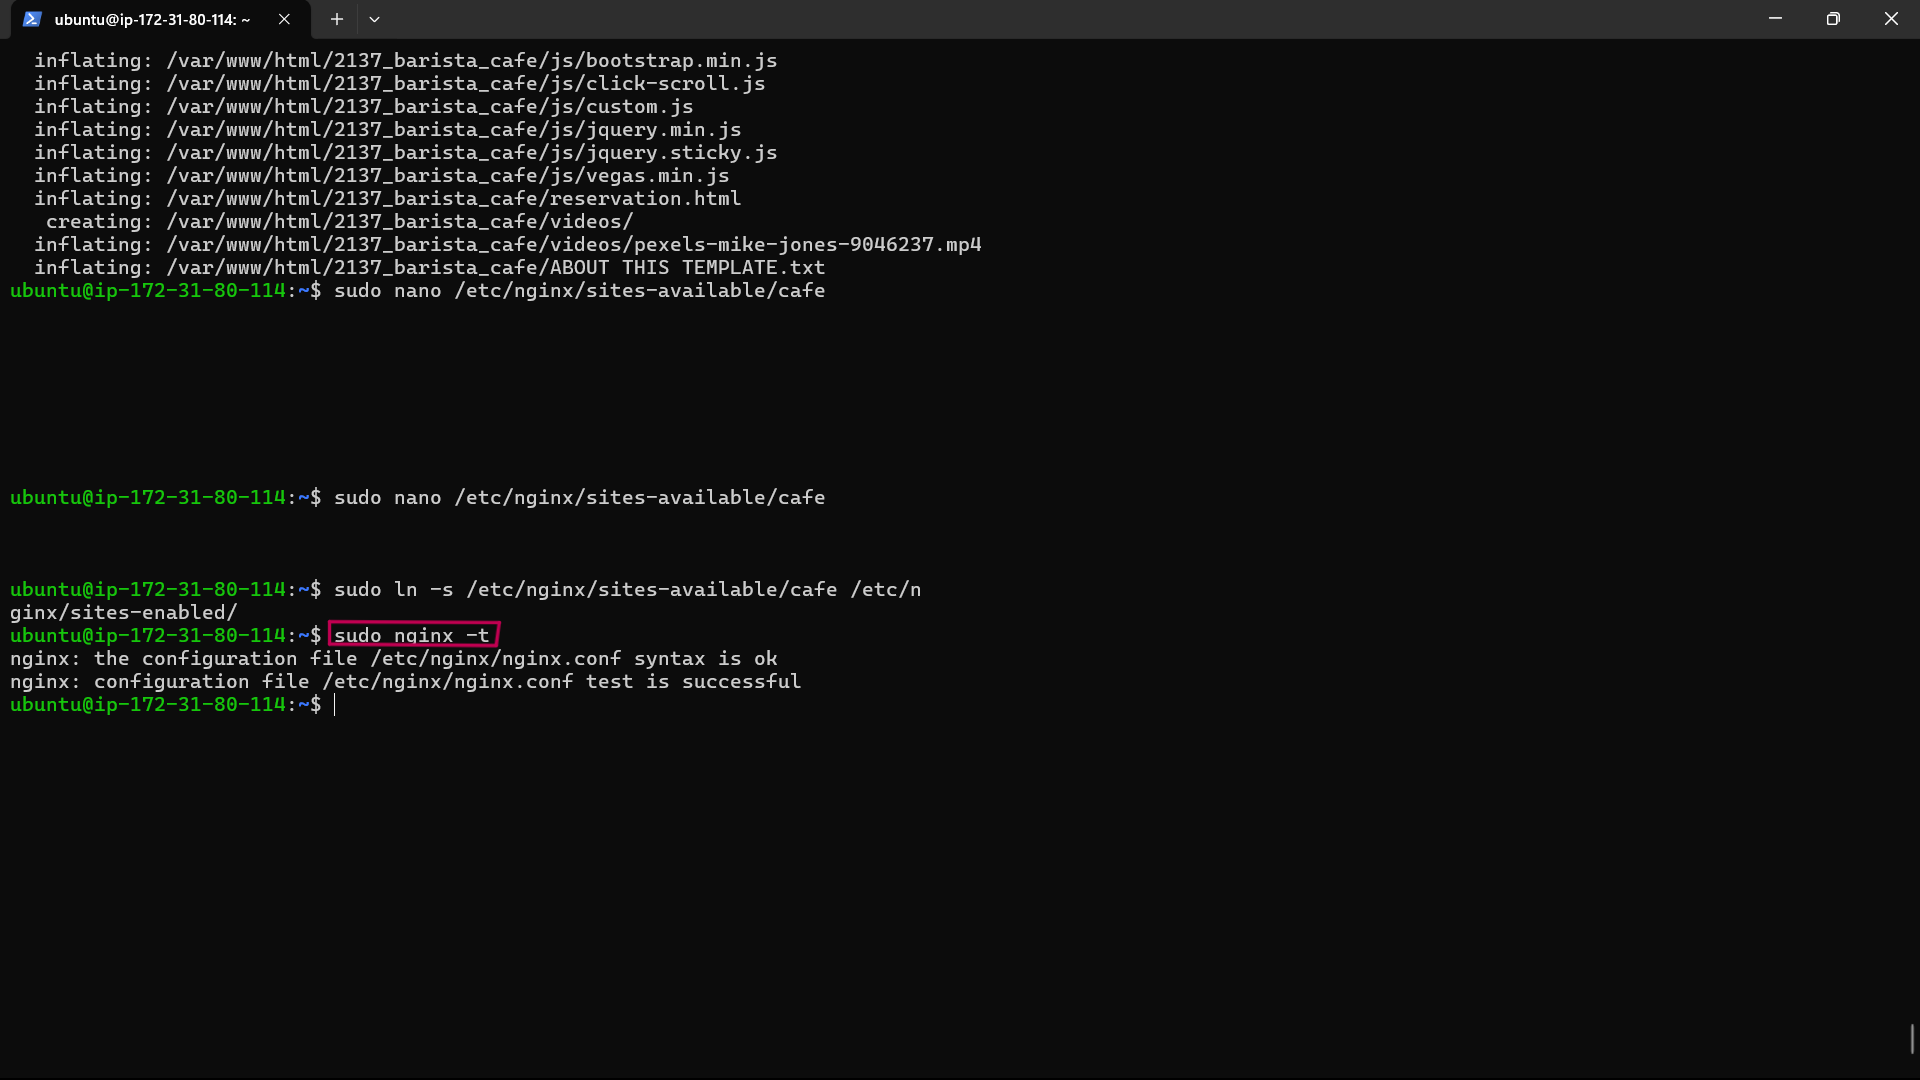 ubuntu@ip-172-31-80-114: ~
inflating: /var/www/html/2137_barista_cafe/js/bootstrap.min.js
inflating: /var/www/html/2137_barista_cafe/js/click-scroll.js
inflating: /var/www/html/2137_barista_cafe/js/custom.js
inflating: /var/www/html/2137_barista_cafe/js/jquery.min.js
inflating: /var/www/html/2137_barista_cafe/js/jquery.sticky.js
inflating: /var/www/html/2137_barista_cafe/js/vegas.min.js
inflating: /var/www/html/2137_barista_cafe/reservation.html
creating: /var/www/html/2137_barista_cafe/videos/
inflating: /var/www/html/2137_barista_cafe/videos/pexels-mike-jones-9046237.mp4
inflating: /var/www/html/2137_barista_cafe/ABOUT THIS TEMPLATE.txt
ubuntu@ip-172-31-80-114:~$ sudo nano /etc/nginx/sites-available/cafe
ubuntu@ip-172-31-80-114:~$ sudo nano /etc/nginx/sites-available/cafe
ubuntu@ip-172-31-80-114:~$ sudo ln -s /etc/nginx/sites-available/cafe /etc/n
ginx/sites-enabled/
ubuntu@ip-172-31-80-114:~$ sudo nginx -t
nginx: the configuration file /etc/nginx/nginx.conf syntax is ok
nginx: configuration file /etc/nginx/nginx.conf test is successful
ubuntu@ip-172-31-80-114:~$